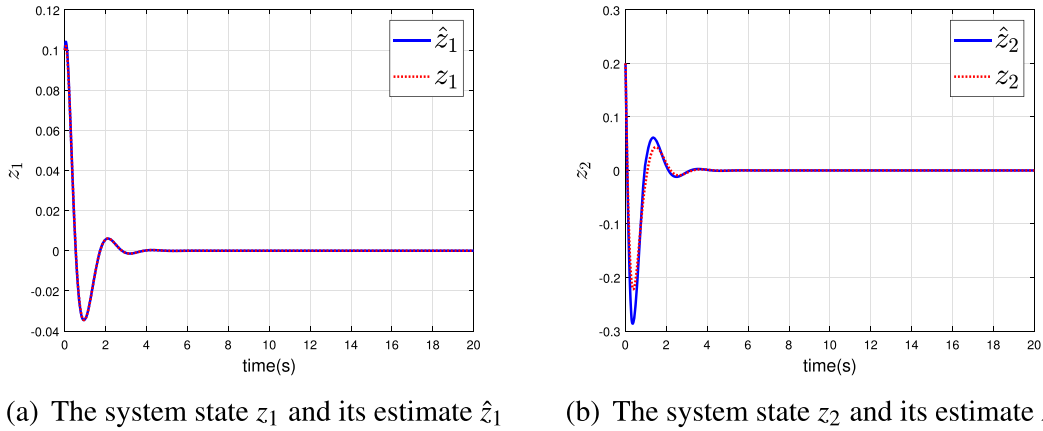 0.12
0.1
0.08
0.06
0.04
0.02
0
-0.02
-0.04
z₁
0 2 4 6 8 10 12 14 16 18 20
time(s)
ẑ₁
z₁
0.3
0.2
0.1
0
-0.1
-0.2
-0.3
z₂
0 2 4 6 8 10 12 14 16 18 20
time(s)
ẑ₂
z₂
(a) The system state z₁ and its estimate ẑ₁
(b) The system state z₂ and its estimate